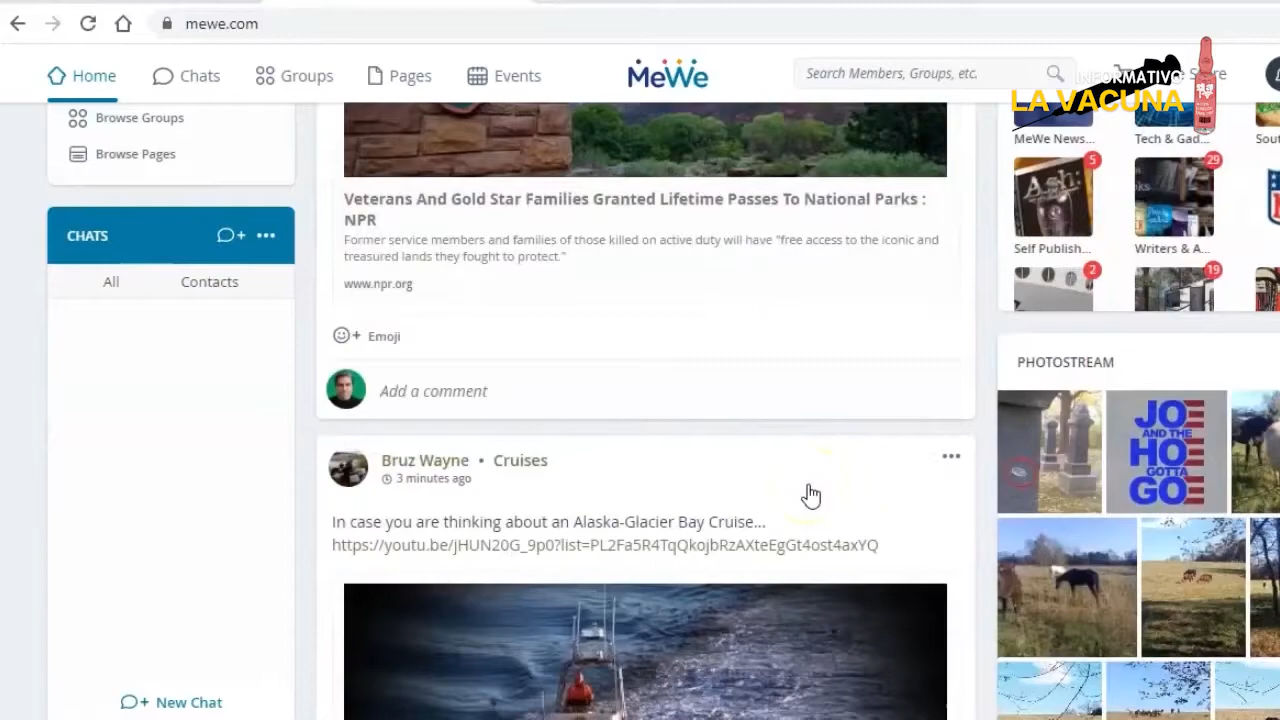 mewe.com
Home
Chats
Groups
Pages
Events
MeWe
Search Members, Groups, etc.
INFORMATIVO
LA VACUNA
Browse Groups
Browse Pages
MeWe News...
Tech & Gad...
5
29
Self Publish...
Writers & A...
2
19
CHATS
All
Contacts
New Chat
Veterans And Gold Star Families Granted Lifetime Passes To National Parks :
NPR
Former service members and families of those killed on active duty will have "free access to the iconic and
treasured lands they fought to protect."
www.npr.org
Emoji
Add a comment
Bruz Wayne • Cruises
3 minutes ago
In case you are thinking about an Alaska-Glacier Bay Cruise...
https://youtu.be/jHUN20G_9p0?list=PL2Fa5R4TqQkojbRzAXteEgGt4ost4axYQ
PHOTOSTREAM
JO
AND THE
HO
GOTTA
GO